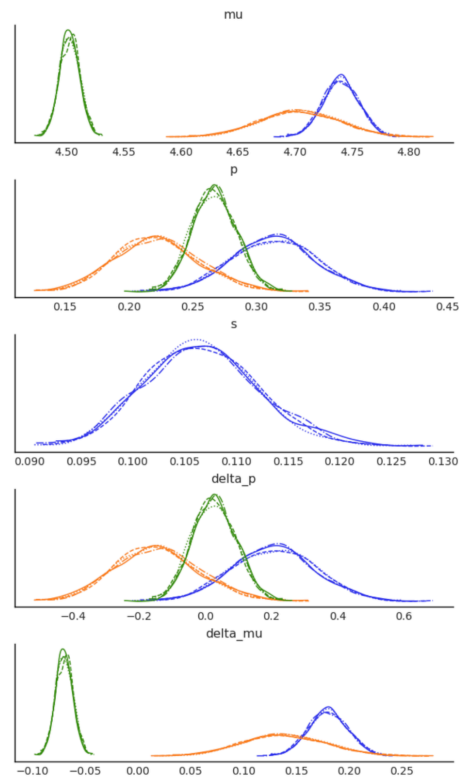 mu
4.50 4.55 4.60 4.65 4.70 4.75 4.80
p
0.15 0.20 0.25 0.30 0.35 0.40 0.45
s
0.090 0.095 0.100 0.105 0.110 0.115 0.120 0.125 0.130
delta_p
−0.4 −0.2 0.0 0.2 0.4 0.6
delta_mu
−0.10 −0.05 0.00 0.05 0.10 0.15 0.20 0.25